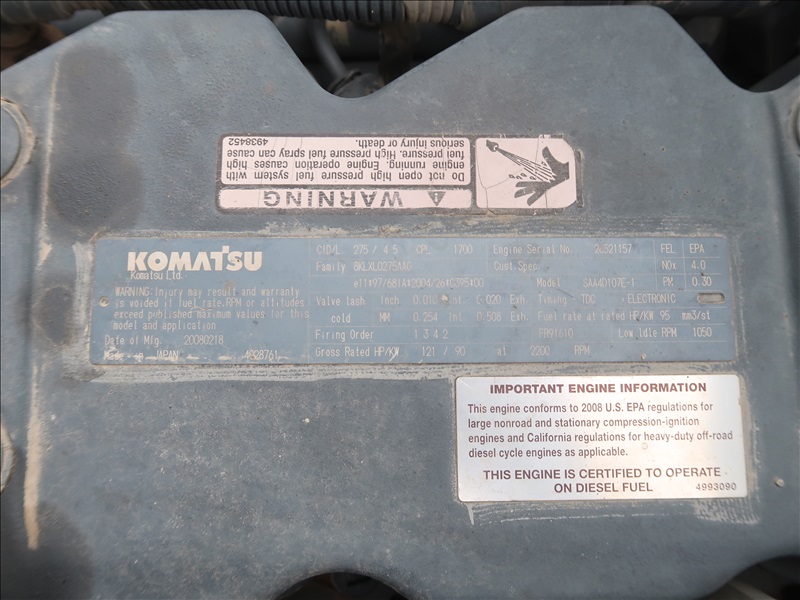 WARNING
Do not open high pressure fuel system with
engine running. Engine operation causes high
fuel pressure. High pressure fuel spray can cause
serious injury or death.
4938452
KOMATSU
Komatsu Ltd.
WARNING:Injury may result and warranty
is voided if fuel rate,RPM or altitudes
exceed published maximum values for this
model and application
Date of Mfg. 20080218
Made in JAPAN
C/D-L 275 / 4.5 CPL 1700 Engine Serial No. FEL EPA
Family 8KLXL0275AAG Cust.Spec. NOx 4.0
Model SAA4D107E-1 PM 0.30
Valve lash Inch 0.010 Int. 0.020 Exh. Timing - TDC ELECTRONIC
cold MM 0.254 Int. 0.508 Exh. Fuel rate at rated HP/KW 95 mm3/st
Firing Order 1 3 4 2 FR91610 Low Idle RPM 1050
Gross Rated HP/KW 121 / 90 at 2200 RPM
IMPORTANT ENGINE INFORMATION
This engine conforms to 2008 U.S. EPA regulations for
large nonroad and stationary compression-ignition
engines and California regulations for heavy-duty off-road
diesel cycle engines as applicable.
THIS ENGINE IS CERTIFIED TO OPERATE
ON DIESEL FUEL 4993090